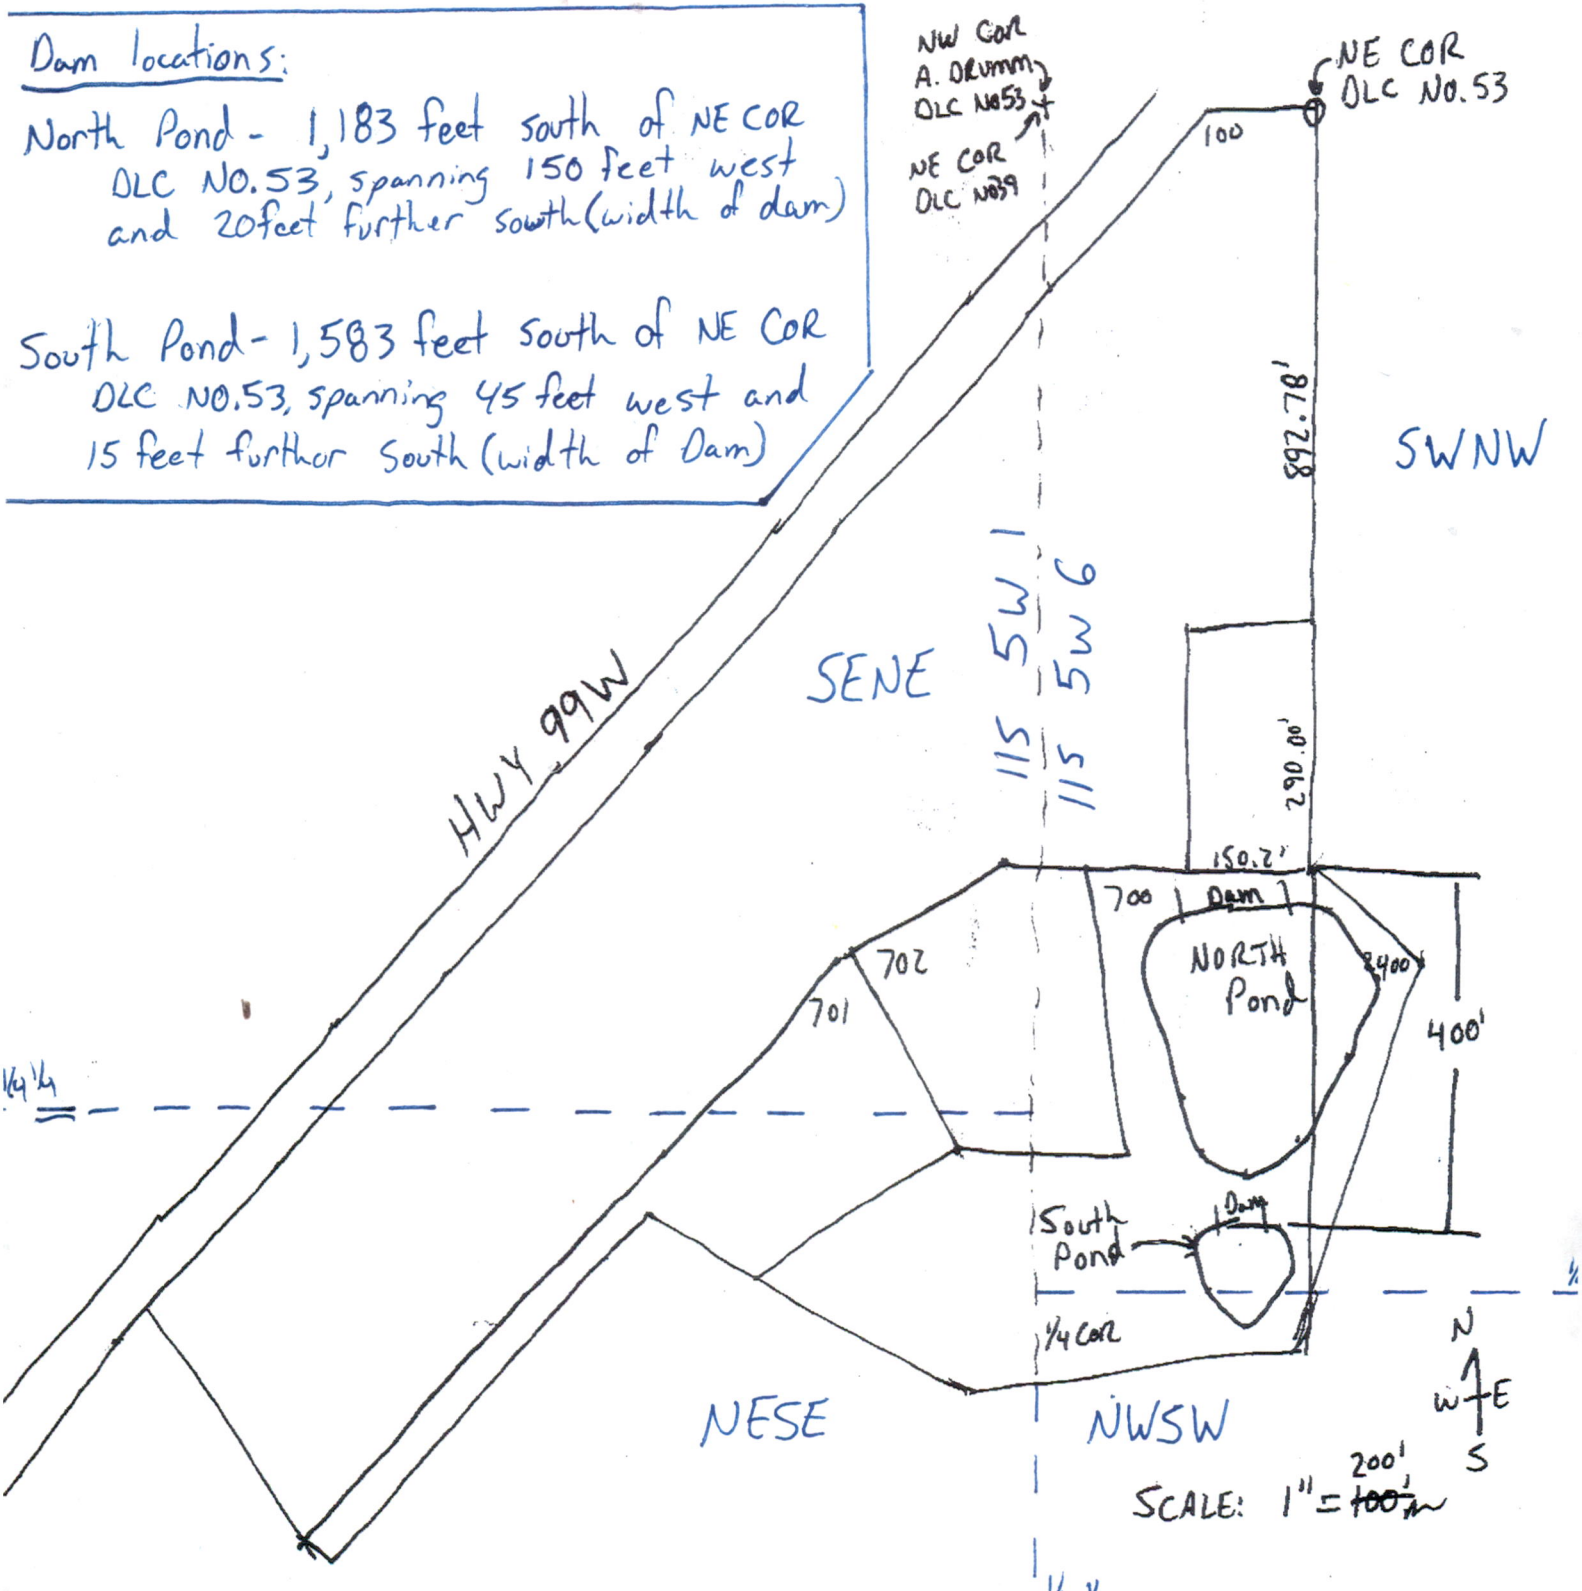 Dam locations:
North Pond - 1,183 feet south of NE COR
DLC NO.53, spanning 150 feet west
and 20 feet further south (width of dam)
South Pond - 1,583 feet south of NE COR
DLC NO.53, spanning 45 feet west and
15 feet further South (width of Dam)
NW COR
A. DRUMM
DLC No53
NE COR
DLC No39
NE COR
DLC NO.53
100
892.78'
SWNW
11S 5W 1
11S 5W 6
SENE
HWY 99W
290.00'
150.2'
700
Dam
702
701
NORTH
Pond
2400
400'
1/4 1/4
South
Pond
Dam
1/4 COR
NESE
NWSW
N
W E
S
200'
SCALE: 1" = 100'